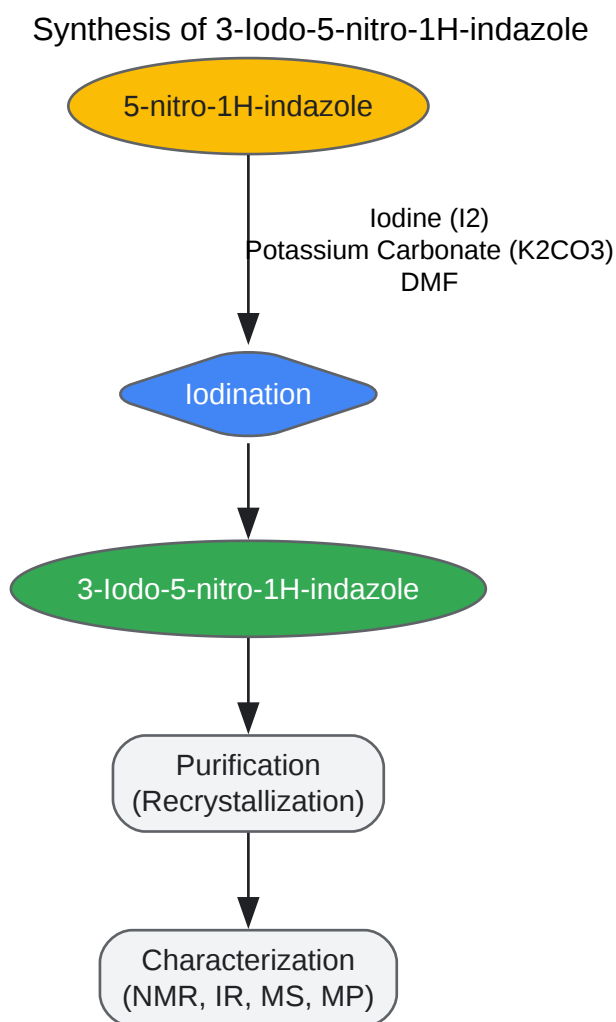 Synthesis of 3-Iodo-5-nitro-1H-indazole
5-nitro-1H-indazole
Iodine (I2)
Potassium Carbonate (K2CO3)
DMF
Iodination
3-Iodo-5-nitro-1H-indazole
Purification
(Recrystallization)
Characterization
(NMR, IR, MS, MP)